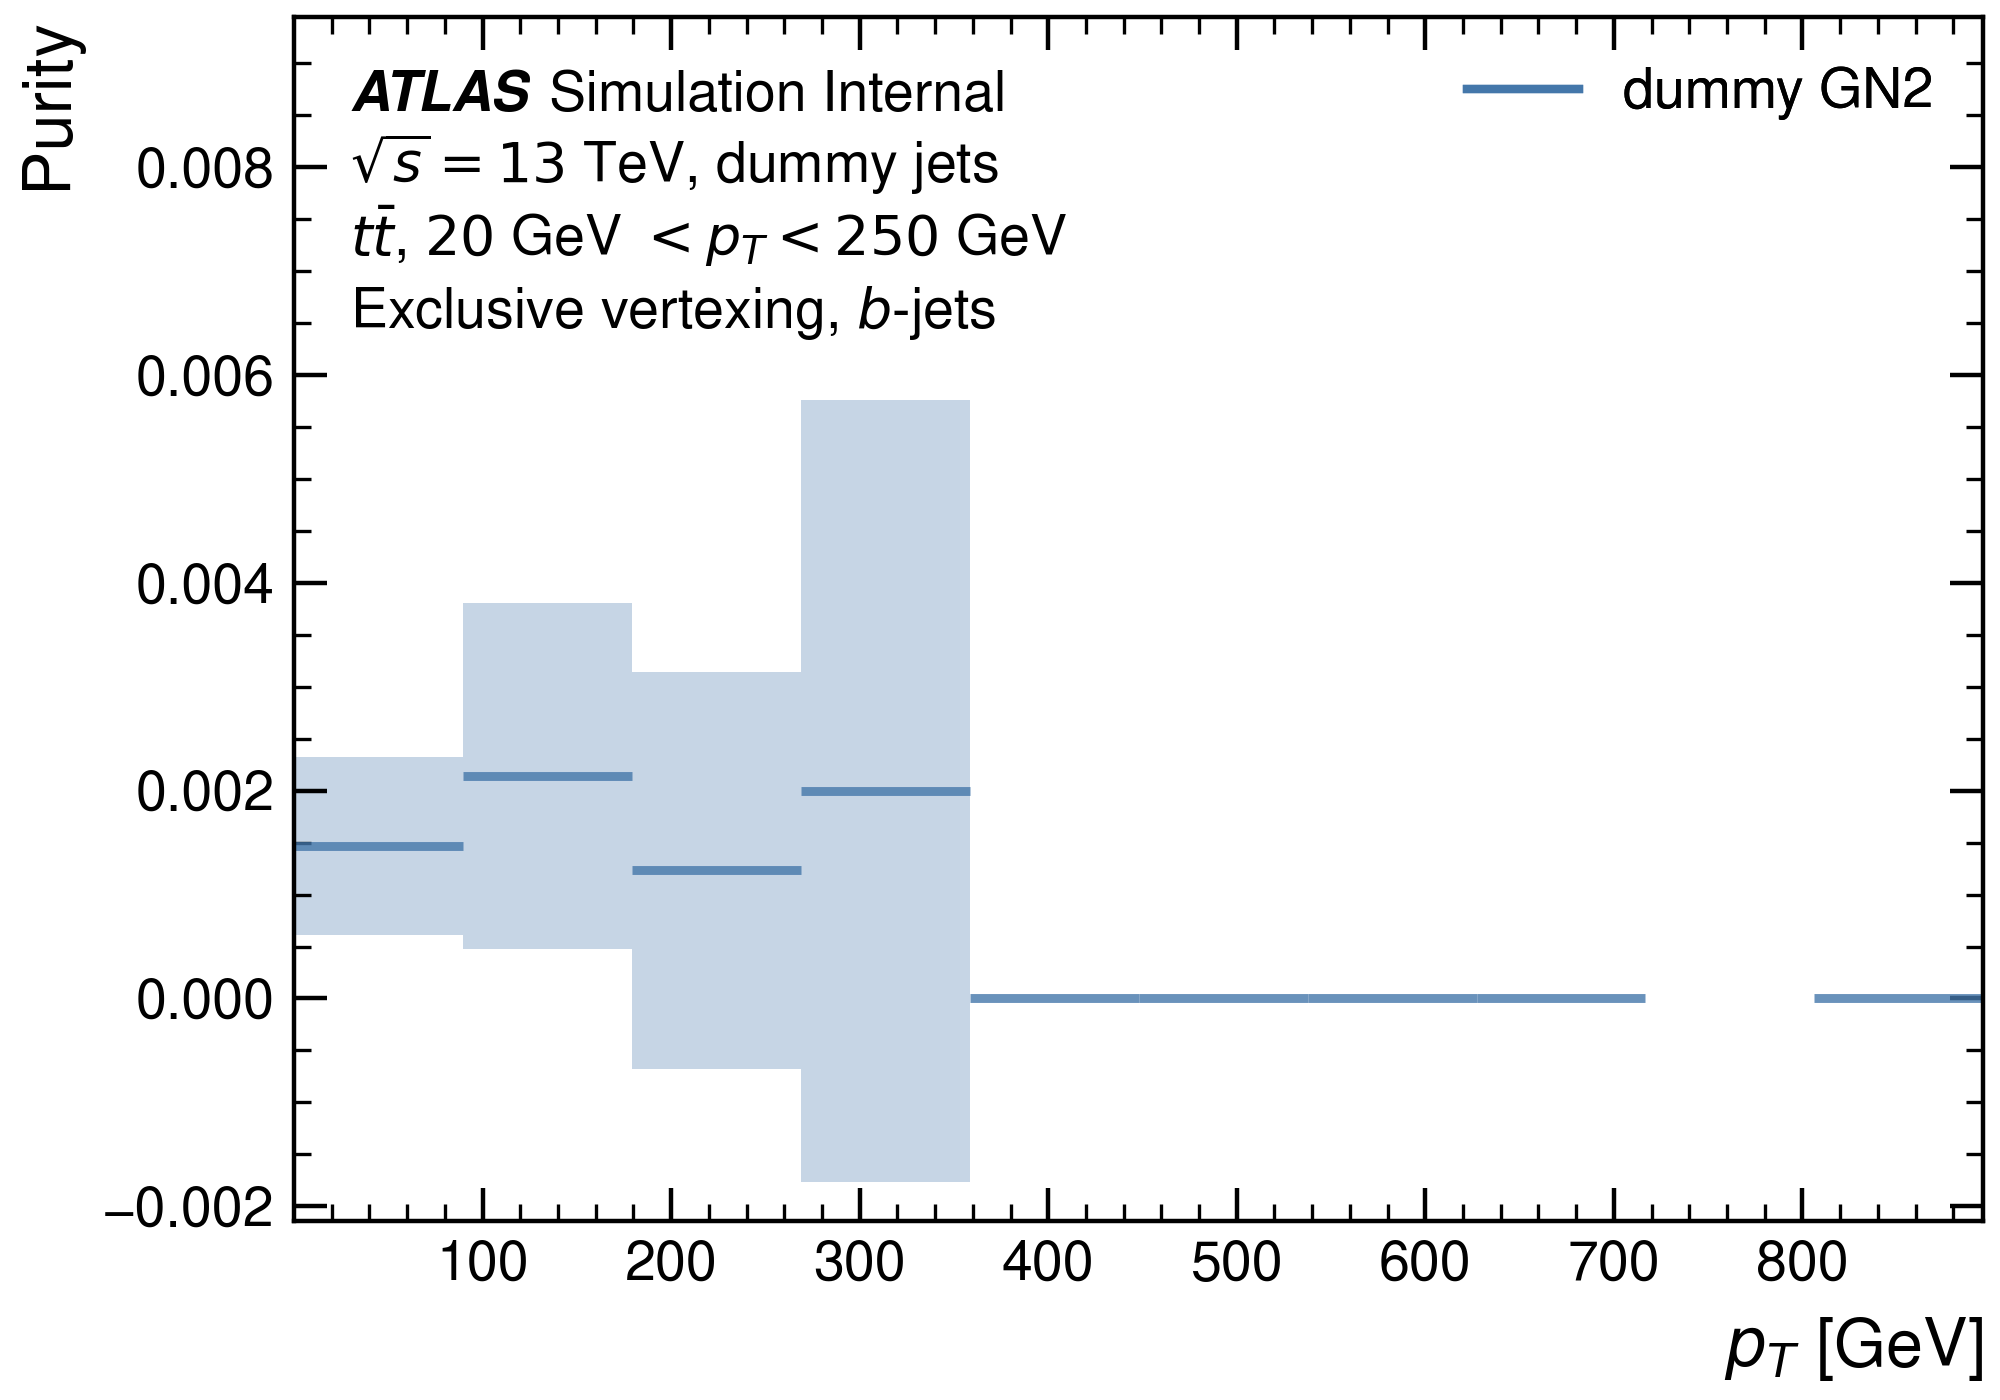 Purity
ATLAS Simulation Internal
√s = 13 TeV, dummy jets
tt̄, 20 GeV < p_T < 250 GeV
Exclusive vertexing, b-jets
dummy GN2
0.008
0.006
0.004
0.002
0.000
−0.002
100 200 300 400 500 600 700 800
p_T [GeV]